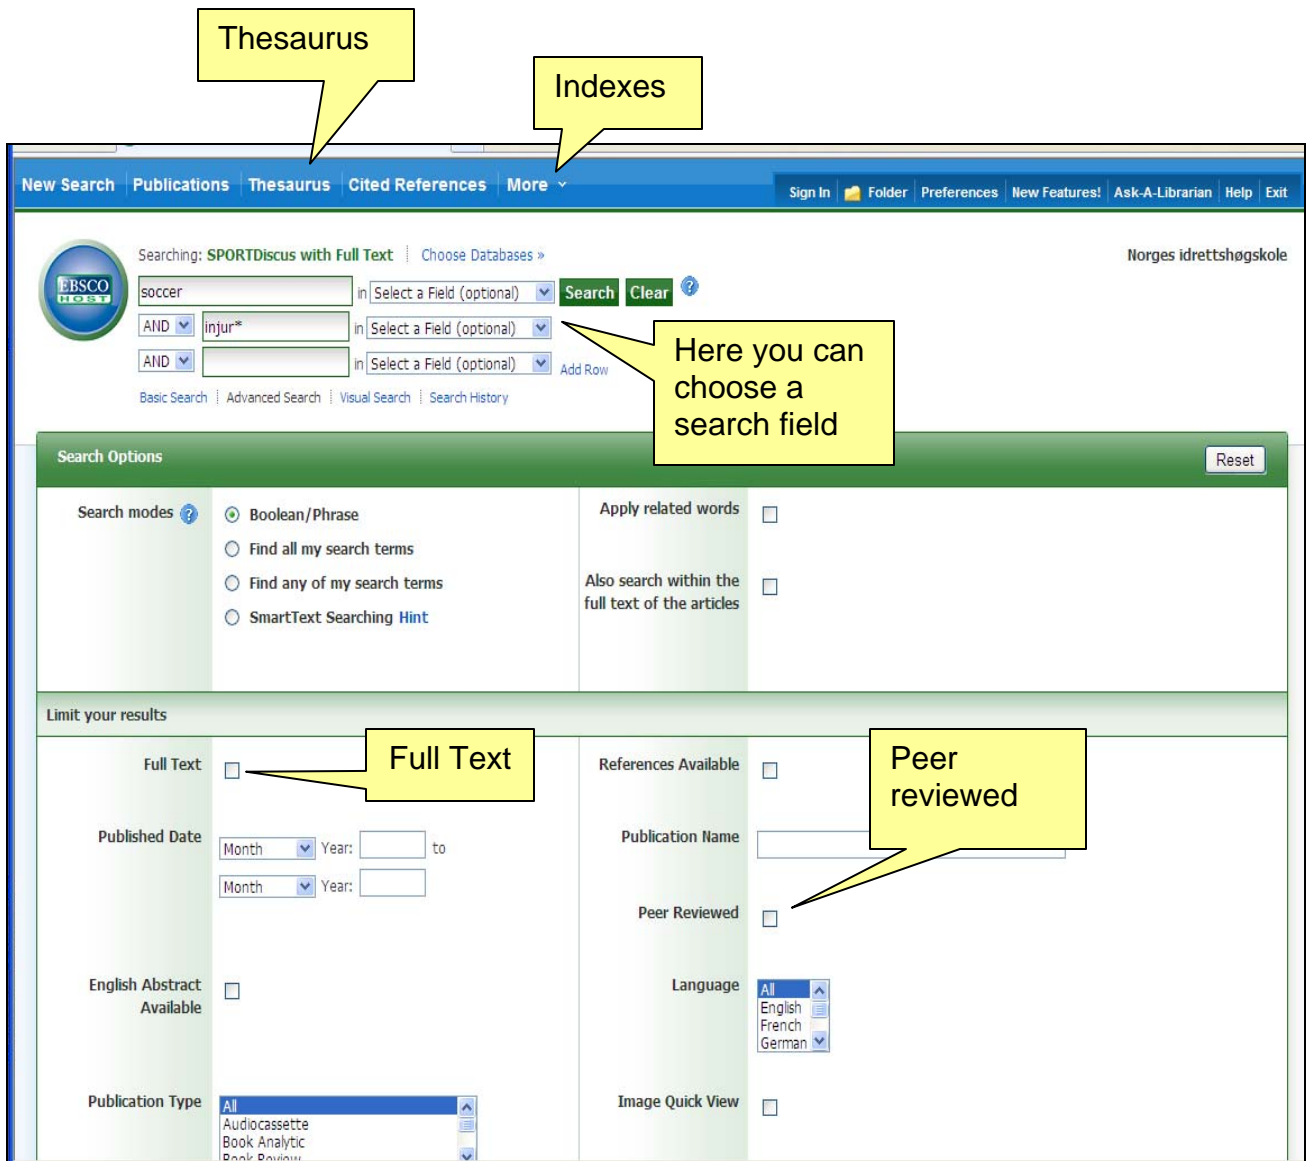 Thesaurus
Indexes
New Search Publications Thesaurus Cited References More
Sign In Folder Preferences New Features! Ask-A-Librarian Help Exit
Searching: SPORTDiscus with Full Text Choose Databases »
Norges idrettshøgskole
EBSCO
HOST
soccer in Select a Field (optional) Search Clear ?
AND injur* in Select a Field (optional)
AND in Select a Field (optional) Add Row
Here you can
choose a
search field
Basic Search Advanced Search Visual Search Search History
Search Options Reset
Search modes ? Boolean/Phrase
Find all my search terms
Find any of my search terms
SmartText Searching Hint
Apply related words
Also search within the
full text of the articles
Limit your results
Full Text
Full Text
References Available
Peer
reviewed
Published Date Month Year: to
Month Year:
Publication Name
Peer Reviewed
English Abstract
Available
Language All
English
French
German
Publication Type All
Audiocassette
Book Analytic
Book Review
Image Quick View